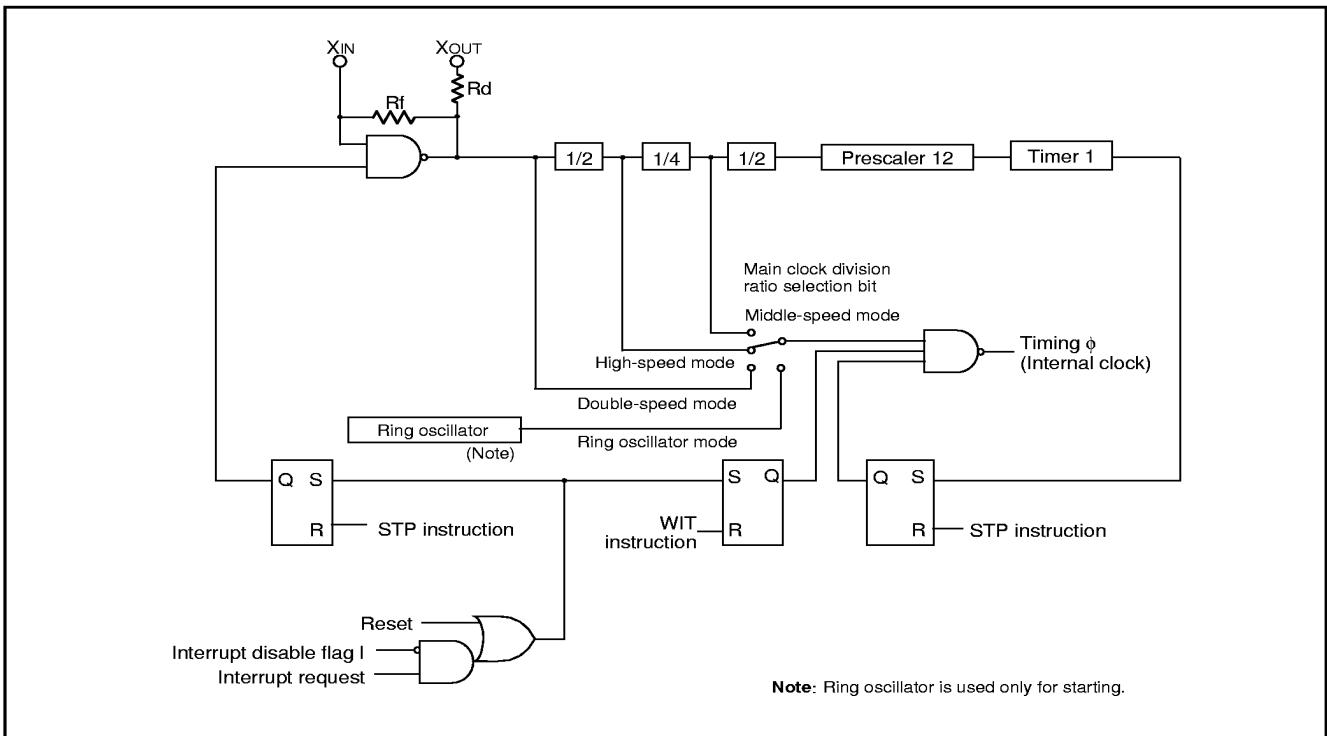 XIN
XOUT
Rd
Rf
1/2
1/4
1/2
Prescaler 12
Timer 1
Main clock division
ratio selection bit
Middle-speed mode
High-speed mode
Timing ϕ
(Internal clock)
Double-speed mode
Ring oscillator
Ring oscillator mode
(Note)
Q S
R
STP instruction
S Q
R
WIT
instruction
Q S
R
STP instruction
Reset
Interrupt disable flag I
Interrupt request
Note: Ring oscillator is used only for starting.